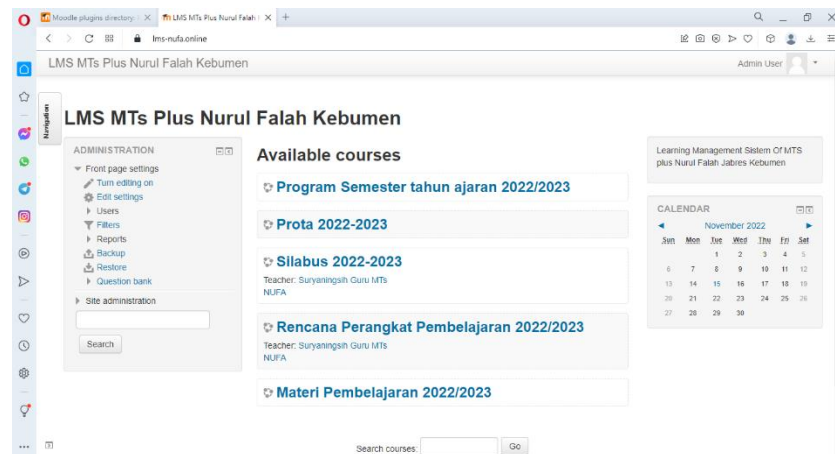 Moodle plugins directory:
LMS MTs Plus Nurul Falah
lms-nufa.online
LMS MTs Plus Nurul Falah Kebumen
Admin User
Navigation
LMS MTs Plus Nurul Falah Kebumen
ADMINISTRATION
Front page settings
Turn editing on
Edit settings
Users
Filters
Reports
Backup
Restore
Question bank
Site administration
Search
Available courses
Program Semester tahun ajaran 2022/2023
Prota 2022-2023
Silabus 2022-2023
Teacher: Suryaningsih Guru MTs
NUFA
Rencana Perangkat Pembelajaran 2022/2023
Teacher: Suryaningsih Guru MTs
NUFA
Materi Pembelajaran 2022/2023
Search courses:
Go
Learning Management Sistem Of MTS
plus Nurul Falah Jabres Kebumen
CALENDAR
November 2022
Sun Mon Tue Wed Thu Fri Sat
1 2 3 4 5
6 7 8 9 10 11 12
13 14 15 16 17 18 19
20 21 22 23 24 25 26
27 28 29 30